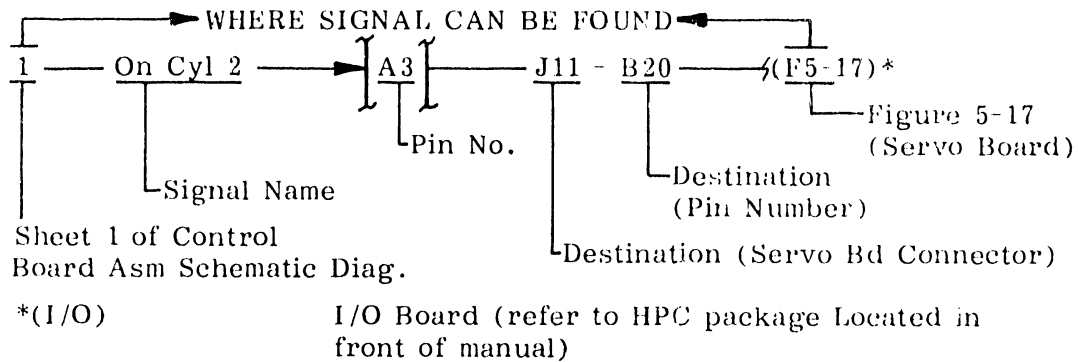 WHERE SIGNAL CAN BE FOUND
1 On Cyl 2 A3 J11 - B20 (F5-17)*
Figure 5-17
(Servo Board)
Pin No.
Signal Name
Destination
(Pin Number)
Sheet 1 of Control
Board Asm Schematic Diag.
Destination (Servo Bd Connector)
*(I/O) I/O Board (refer to HPC package Located in
front of manual)